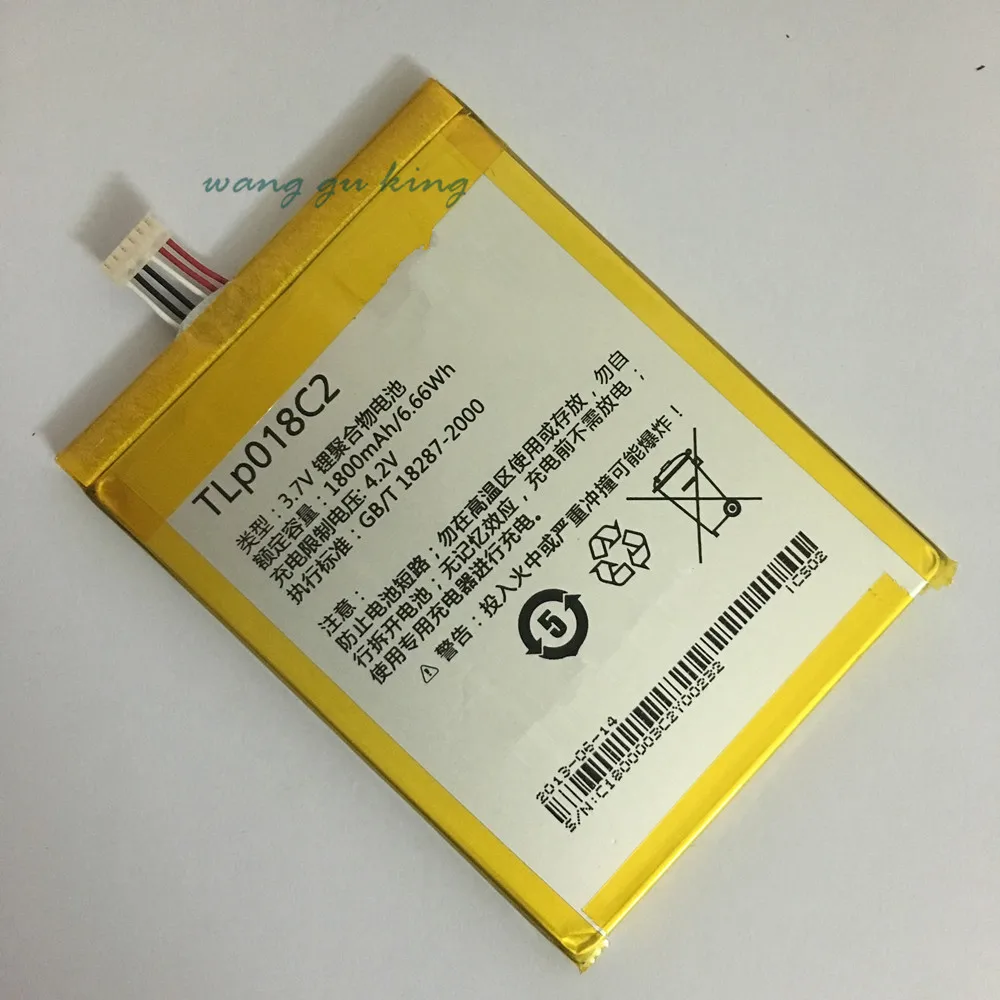 wang gu king
TLp018C2
类型: 3.7V 锂聚合物电池
额定容量: 1800mAh/6.66Wh
充电限制电压: 4.2V
执行标准: GB/T 18287-2000
注意:
防止电池短路; 勿在高温区使用或存放, 勿自
行拆开电池; 无记忆效应, 充电前不需放电;
使用专用充电器进行充电。
警告: 投入火中或严重冲撞可能爆炸!
5
2013-06-14
ICS02
S/N:C1800003C2Y00232